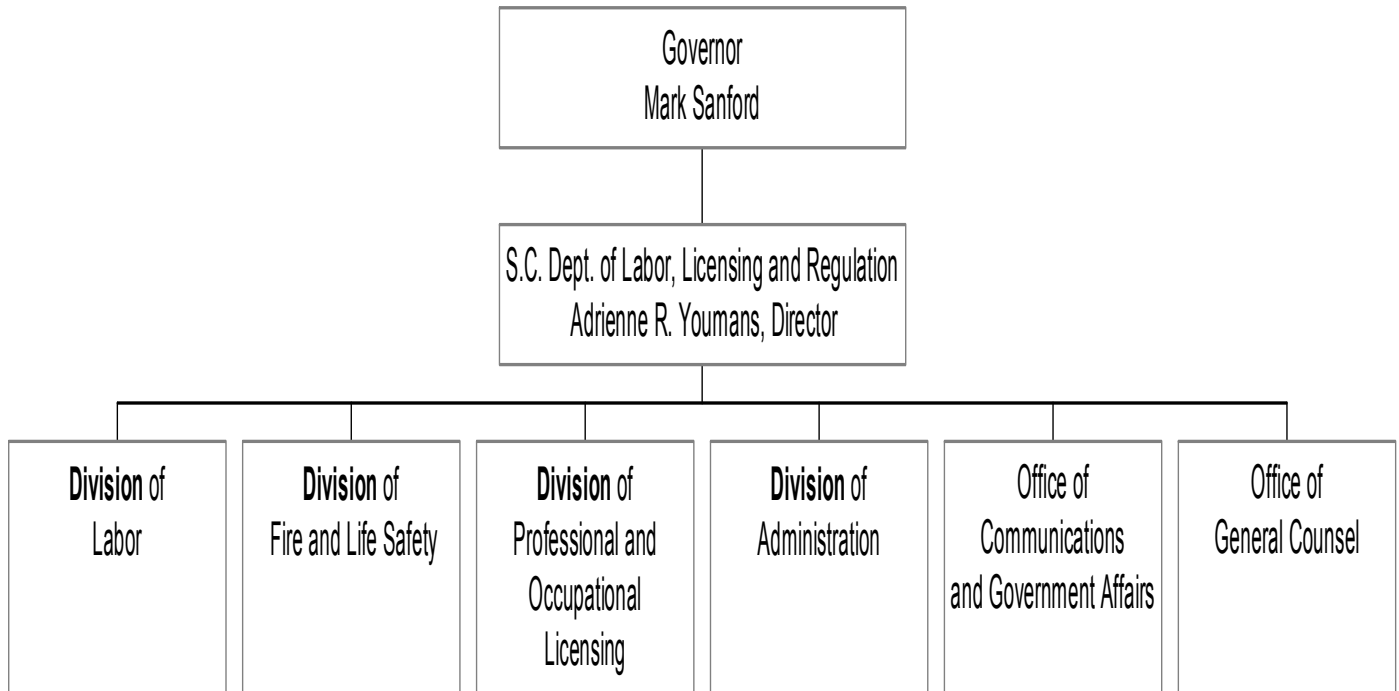 Governor
Mark Sanford
S.C. Dept. of Labor, Licensing and Regulation
Adrienne R. Youmans, Director
Division of
Labor
Division of
Fire and Life Safety
Division of
Professional and
Occupational
Licensing
Division of
Administration
Office of
Communications
and Government Affairs
Office of
General Counsel